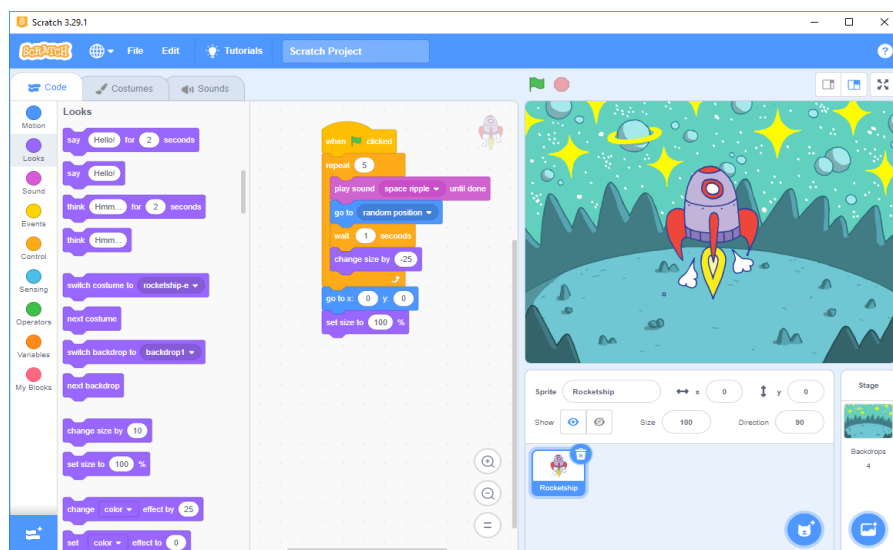 Scratch 3.29.1
SCRATCH File Edit Tutorials Scratch Project ?
Code Costumes Sounds
Motion
Looks
Sound
Events
Control
Sensing
Operators
Variables
My Blocks
Looks
say Hello! for 2 seconds
say Hello!
think Hmm... for 2 seconds
think Hmm...
switch costume to rocketship-e
next costume
switch backdrop to backdrop1
next backdrop
change size by 10
set size to 100 %
change color effect by 25
set color effect to 0
when clicked
repeat 5
play sound space ripple until done
go to random position
wait 1 seconds
change size by -25
go to x: 0 y: 0
set size to 100 %
Sprite Rocketship x 0 y 0
Show Size 100 Direction 90
Rocketship
Stage
Backdrops
4